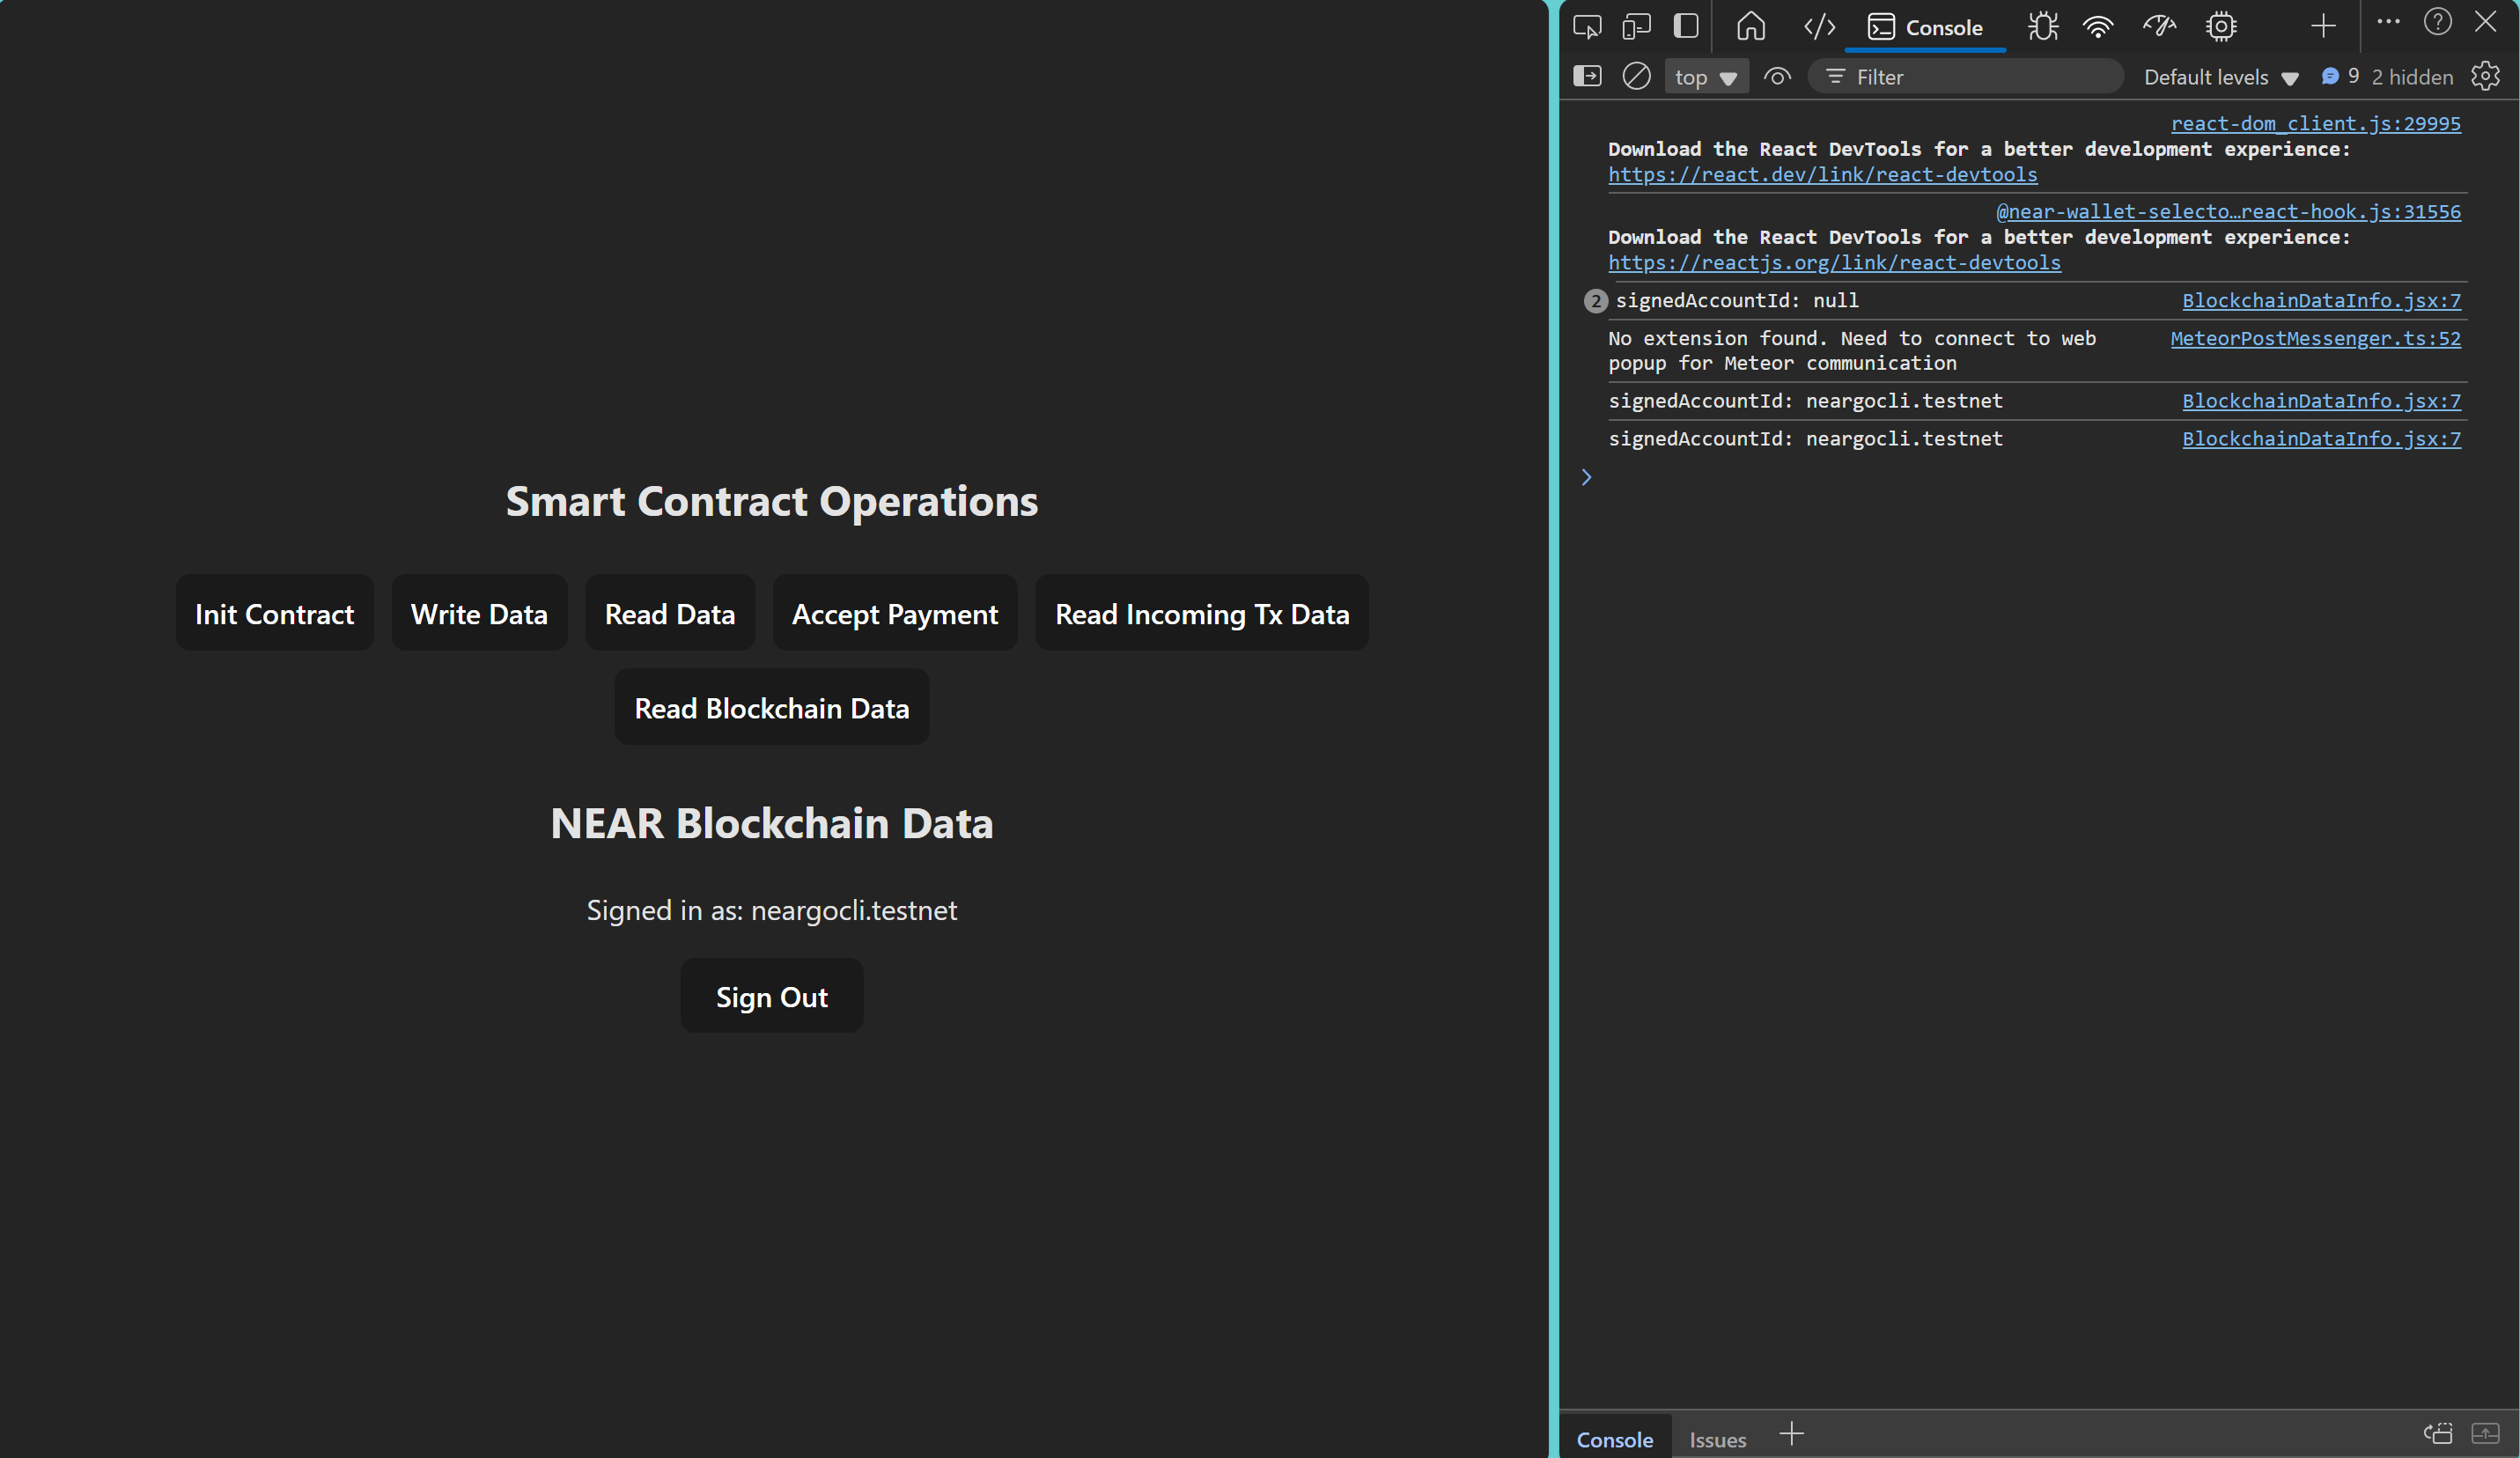 Smart Contract Operations
Init Contract
Write Data
Read Data
Accept Payment
Read Incoming Tx Data
Read Blockchain Data
NEAR Blockchain Data
Signed in as: neargocli.testnet
Sign Out
Console
top
Filter
Default levels
9
2 hidden
react-dom_client.js:29995
Download the React DevTools for a better development experience:
https://react.dev/link/react-devtools
@near-wallet-selecto…react-hook.js:31556
Download the React DevTools for a better development experience:
https://reactjs.org/link/react-devtools
2 signedAccountId: null BlockchainDataInfo.jsx:7
No extension found. Need to connect to web MeteorPostMessenger.ts:52
popup for Meteor communication
signedAccountId: neargocli.testnet BlockchainDataInfo.jsx:7
signedAccountId: neargocli.testnet BlockchainDataInfo.jsx:7
Console
Issues